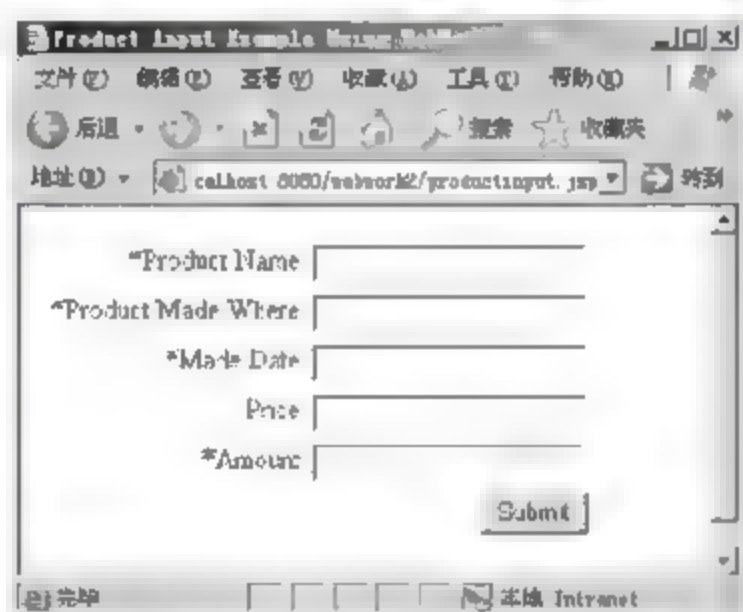 Product Input Example Using
文件(F) 编辑(E) 查看(V) 收藏(A) 工具(T) 帮助(H)
后退 搜索 收藏夹
地址(D) calhost 8080/webwork2/productinput.jsp 转到
*Product Name
*Product Made Where
*Made Date
Price
*Amount
Submit
完毕 本地 Intranet